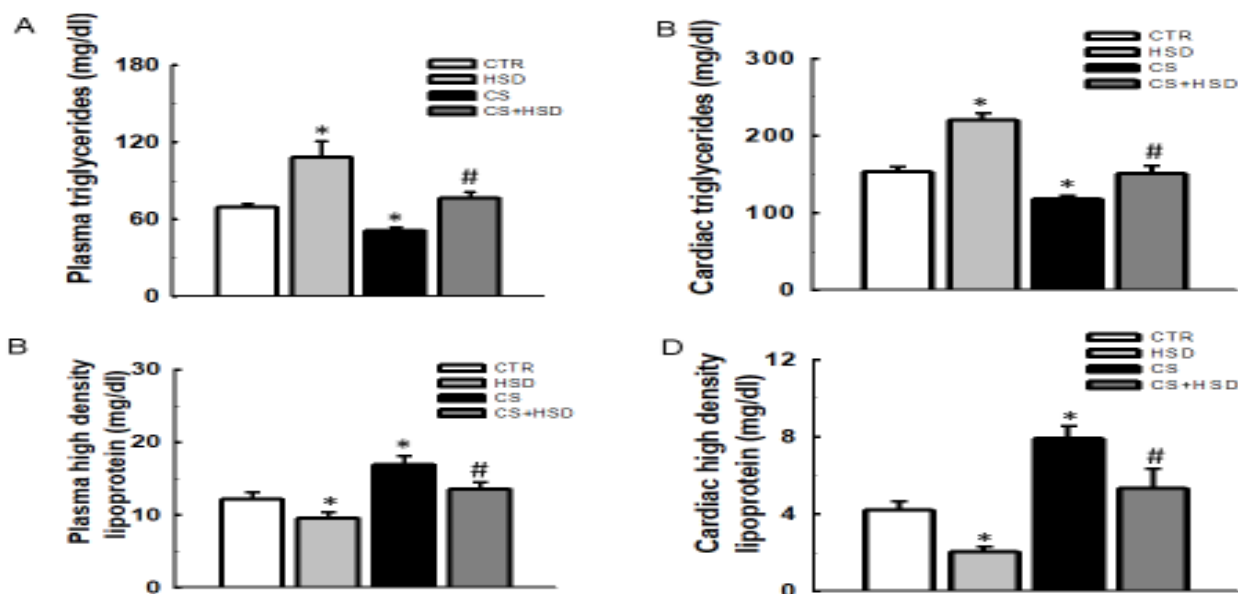 A
Plasma triglycerides (mg/dl)
180
120
60
0
CTR
HSD
CS
CS+HSD
*
*
#
B
Cardiac triglycerides (mg/dl)
300
200
100
0
CTR
HSD
CS
CS+HSD
*
*
#
B
Plasma high density
lipoprotein (mg/dl)
30
20
10
0
CTR
HSD
CS
CS+HSD
*
*
#
D
Cardiac high density
lipoprotein (mg/dl)
12
8
4
0
CTR
HSD
CS
CS+HSD
*
*
#